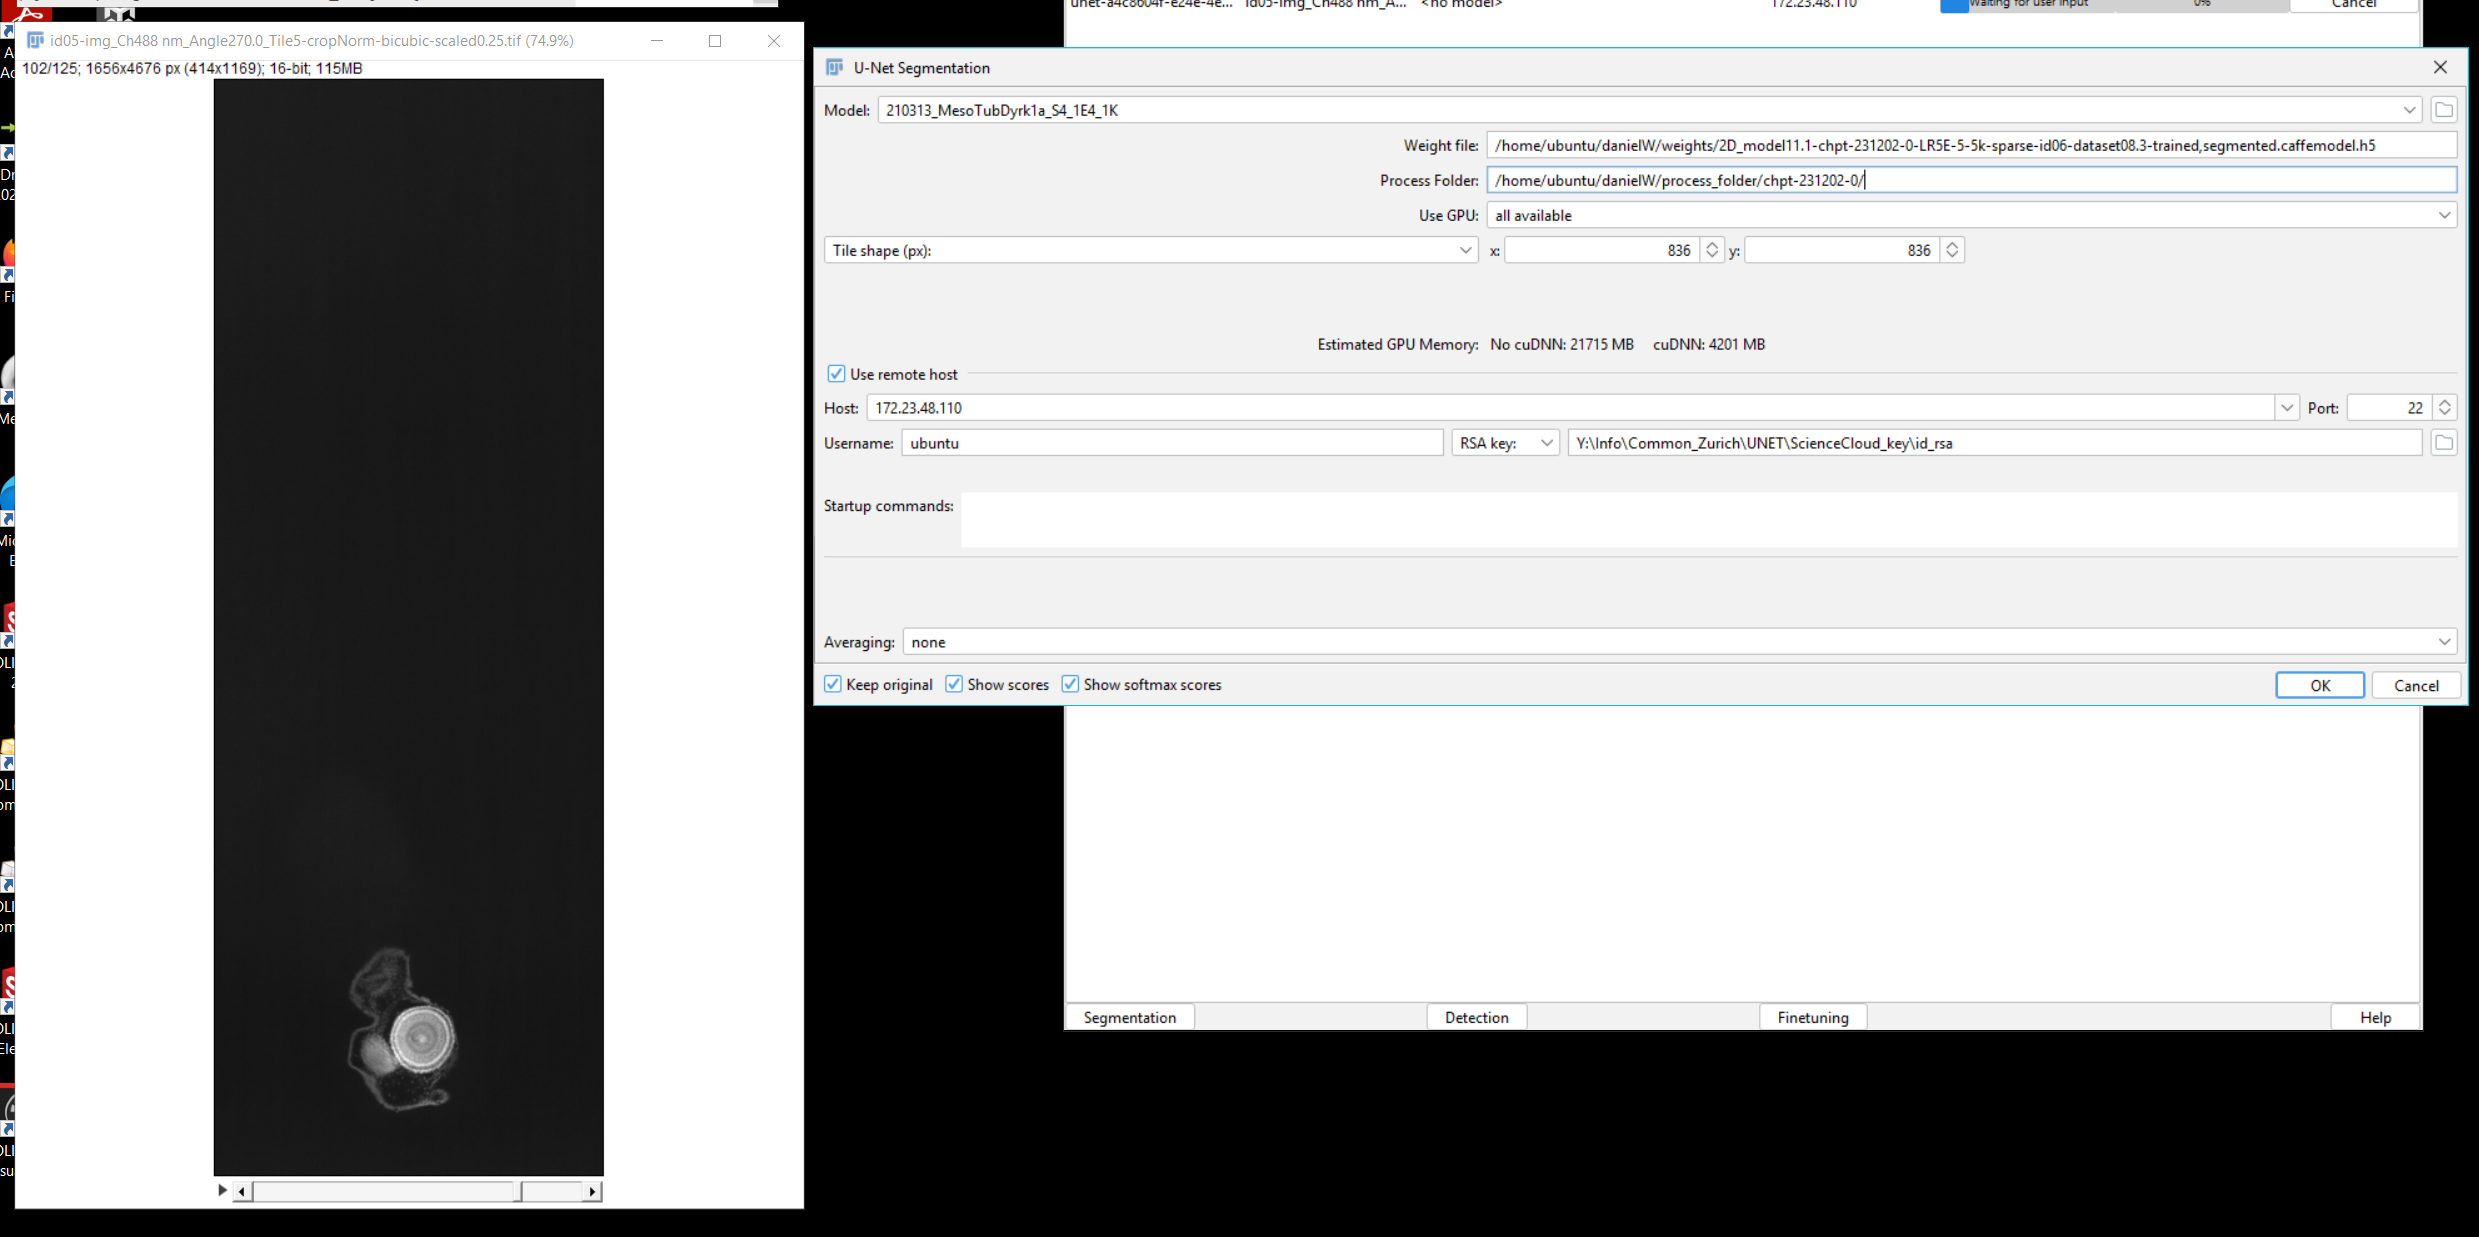 unet-a4c8604f-e24e-4e... id05-img_Ch488 nm_A... <no model> 172.23.48.110 Waiting for user input 0% Cancel
id05-img_Ch488 nm_Angle270.0_Tile5-cropNorm-bicubic-scaled0.25.tif (74.9%)
102/125; 1656x4676 px (414x1169); 16-bit; 115MB
U-Net Segmentation
Model: 210313_MesoTubDyrk1a_S4_1E4_1K
Weight file: /home/ubuntu/danielW/weights/2D_model11.1-chpt-231202-0-LR5E-5-5k-sparse-id06-dataset08.3-trained,segmented.caffemodel.h5
Process Folder: /home/ubuntu/danielW/process_folder/chpt-231202-0/
Use GPU: all available
Tile shape (px): x: 836 y: 836
Estimated GPU Memory: No cuDNN: 21715 MB cuDNN: 4201 MB
Use remote host
Host: 172.23.48.110 Port: 22
Username: ubuntu RSA key: Y:\Info\Common_Zurich\UNET\ScienceCloud_key\id_rsa
Startup commands:
Averaging: none
Keep original Show scores Show softmax scores OK Cancel
Segmentation Detection Finetuning Help